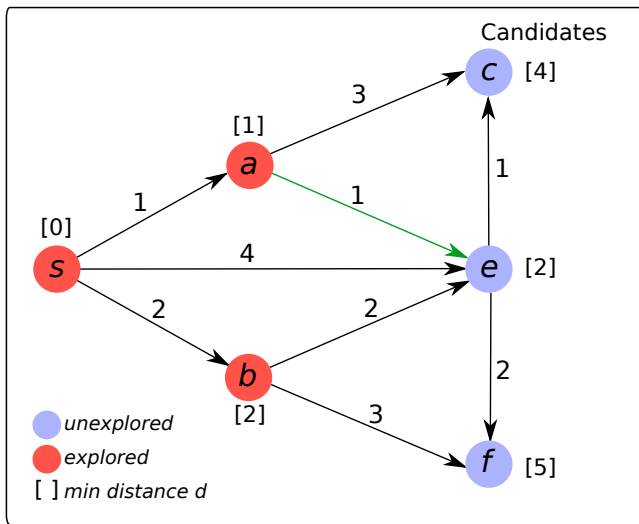 Candidates
c
[4]
3
[1]
a
1
1
1
[0]
s
4
e
[2]
2
2
2
b
[2]
3
f
[5]
unexplored
explored
[ ] min distance d